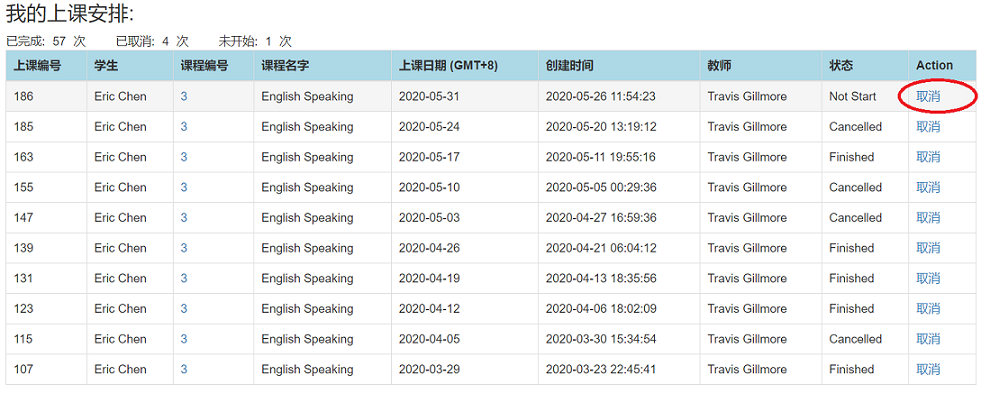 我的上课安排:
已完成: 57 次 已取消: 4 次 未开始: 1 次
上课编号 学生 课程编号 课程名字 上课日期 (GMT+8) 创建时间 教师 状态 Action
186 Eric Chen 3 English Speaking 2020-05-31 2020-05-26 11:54:23 Travis Gillmore Not Start 取消
185 Eric Chen 3 English Speaking 2020-05-24 2020-05-20 13:19:12 Travis Gillmore Cancelled 取消
163 Eric Chen 3 English Speaking 2020-05-17 2020-05-11 19:55:16 Travis Gillmore Finished 取消
155 Eric Chen 3 English Speaking 2020-05-10 2020-05-05 00:29:36 Travis Gillmore Cancelled 取消
147 Eric Chen 3 English Speaking 2020-05-03 2020-04-27 16:59:36 Travis Gillmore Cancelled 取消
139 Eric Chen 3 English Speaking 2020-04-26 2020-04-21 06:04:12 Travis Gillmore Finished 取消
131 Eric Chen 3 English Speaking 2020-04-19 2020-04-13 18:35:56 Travis Gillmore Finished 取消
123 Eric Chen 3 English Speaking 2020-04-12 2020-04-06 18:02:09 Travis Gillmore Finished 取消
115 Eric Chen 3 English Speaking 2020-04-05 2020-03-30 15:34:54 Travis Gillmore Cancelled 取消
107 Eric Chen 3 English Speaking 2020-03-29 2020-03-23 22:45:41 Travis Gillmore Finished 取消